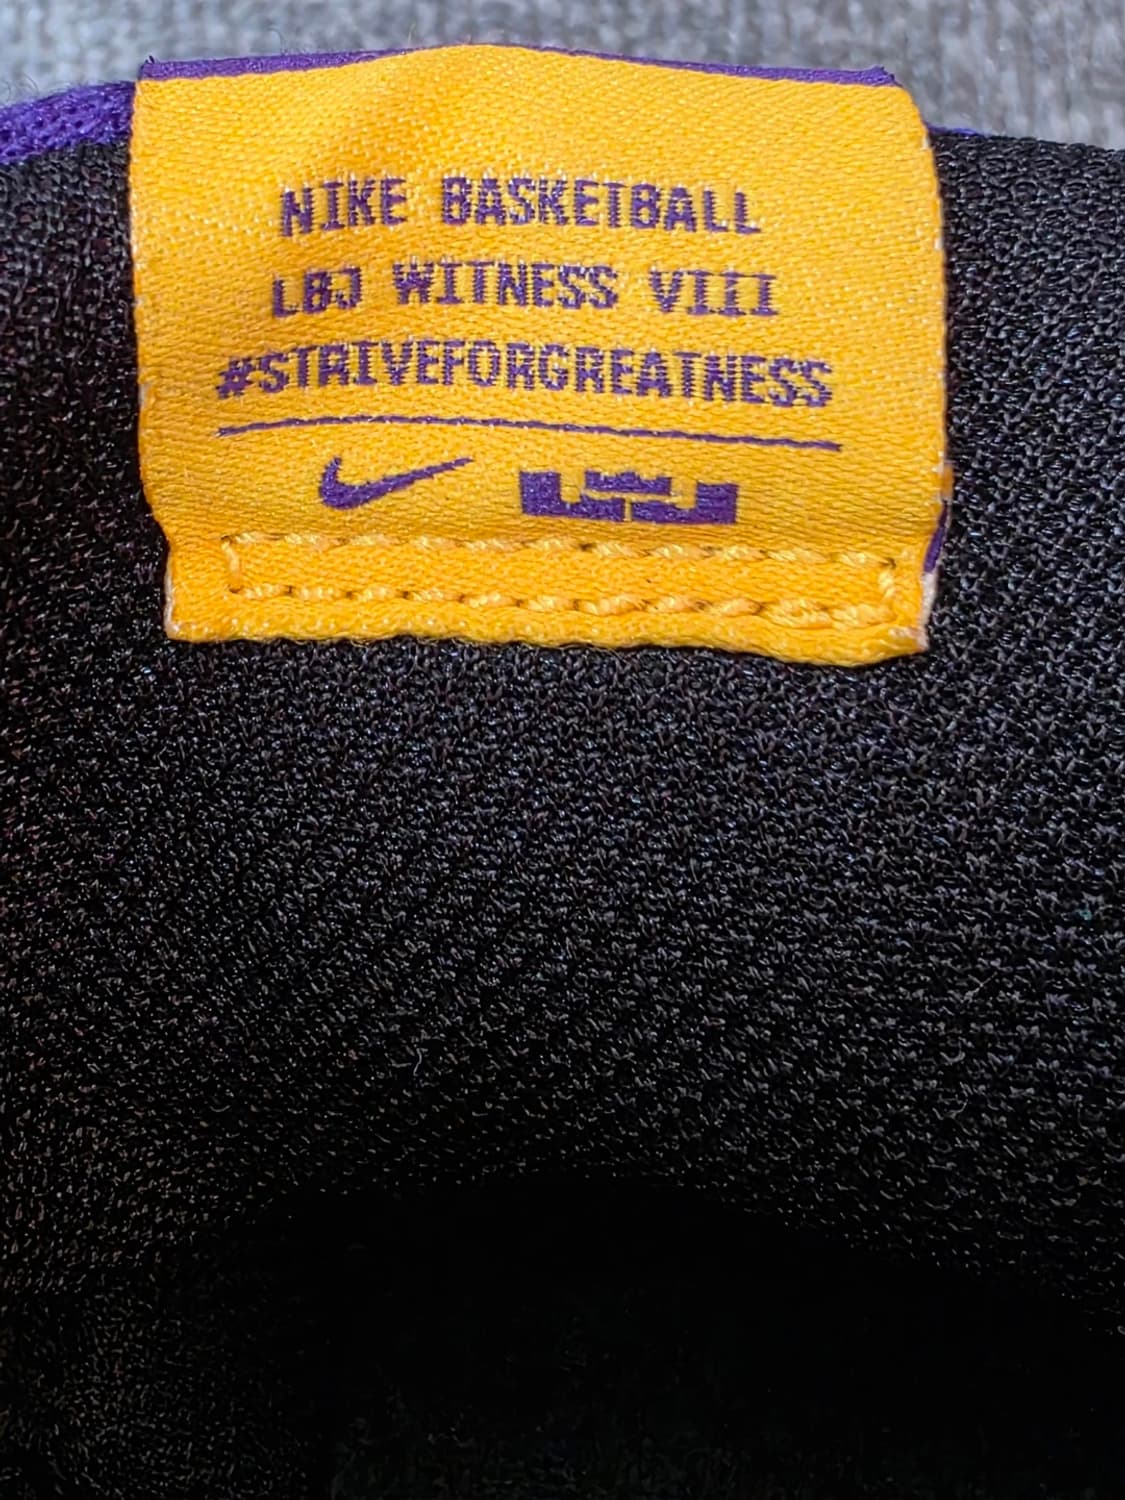 NIKE BASKETBALL
LBJ WITNESS VIII
#STRIVEFORGREATNESS